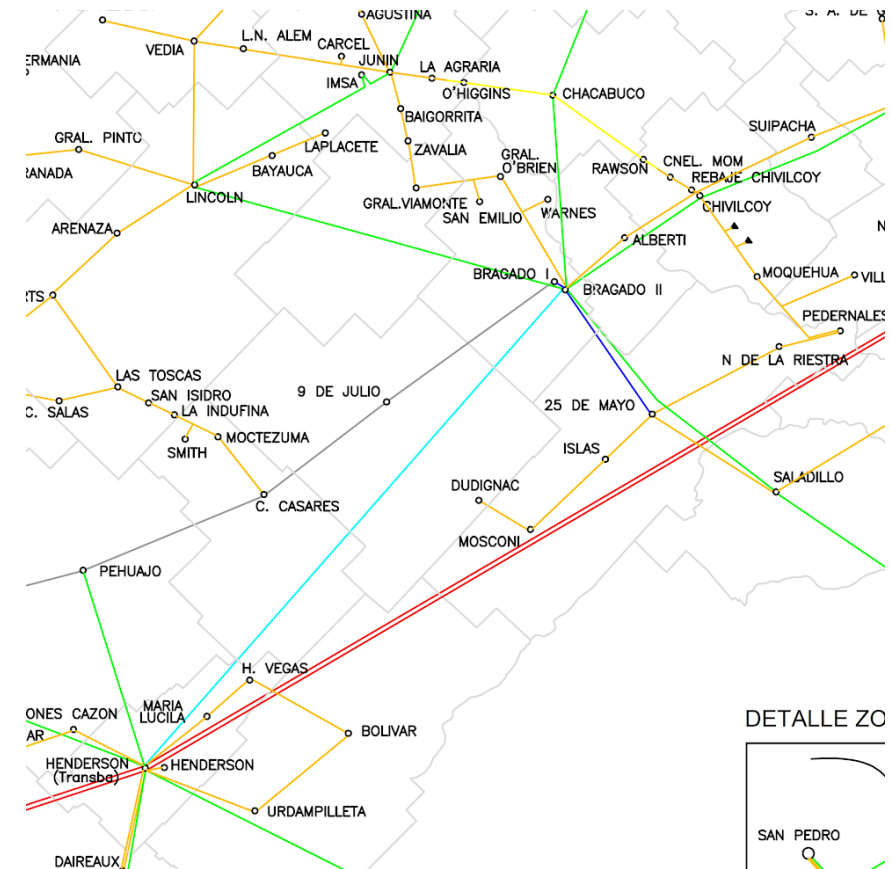 AGUSTINA
S. A. DE G
VEDIA
L.N. ALEM
CARCEL
JUNIN
LA AGRARIA
ERMANIA
IMSA
O'HIGGINS
CHACABUCO
BAIGORRITA
SUIPACHA
GRAL. PINTO
LAPLACETE
ZAVALIA
GRAL.
O'BRIEN
RAWSON
CNEL. MOM
RANADA
BAYAUCA
REBAJE CHIVILCOY
LINCOLN
GRAL.VIAMONTE
SAN EMILIO
WARNES
CHIVILCOY
ARENAZA
ALBERTI
N
BRAGADO I
BRAGADO II
MOQUEHUA
VILL
RTS
PEDERNALES
N DE LA RIESTRA
LAS TOSCAS
SAN ISIDRO
9 DE JULIO
25 DE MAYO
C. SALAS
LA INDUFINA
SMITH
MOCTEZUMA
ISLAS
DUDIGNAC
SALADILLO
C. CASARES
MOSCONI
PEHUAJO
H. VEGAS
ONES CAZON
MARIA
LUCILA
AR
BOLIVAR
DETALLE ZO
HENDERSON
(Transba)
HENDERSON
URDAMPILLETA
SAN PEDRO
DAIREAUX